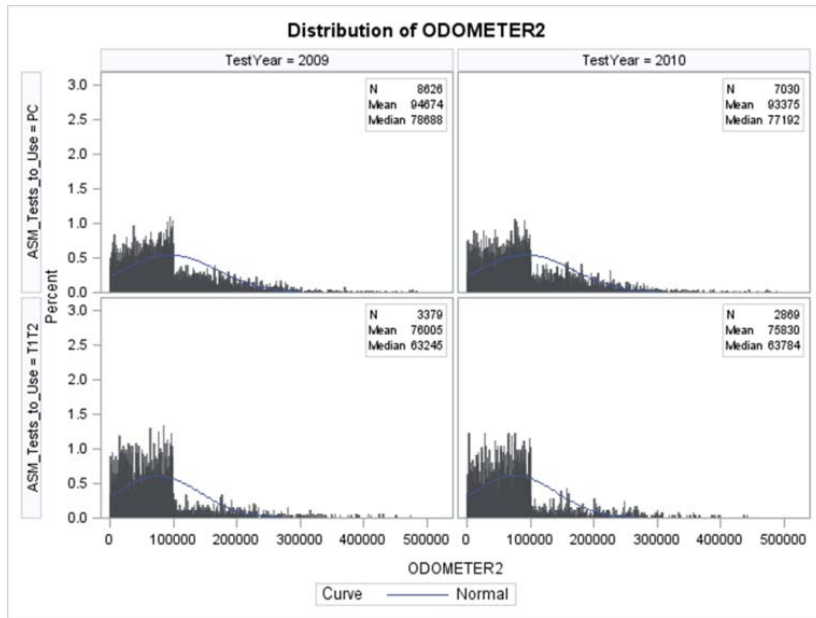 Distribution of ODOMETER2
TestYear = 2009
TestYear = 2010
ASM_Tests_to_Use = PC
ASM_Tests_to_Use = T1T2
Percent
3.0
2.5
2.0
1.5
1.0
0.5
0.0
N 8626
Mean 94674
Median 78688
N 7030
Mean 93375
Median 77192
3.0
2.5
2.0
1.5
1.0
0.5
0.0
N 3379
Mean 76005
Median 63245
N 2869
Mean 75830
Median 63784
0 100000 200000 300000 400000 500000
0 100000 200000 300000 400000 500000
ODOMETER2
Curve Normal